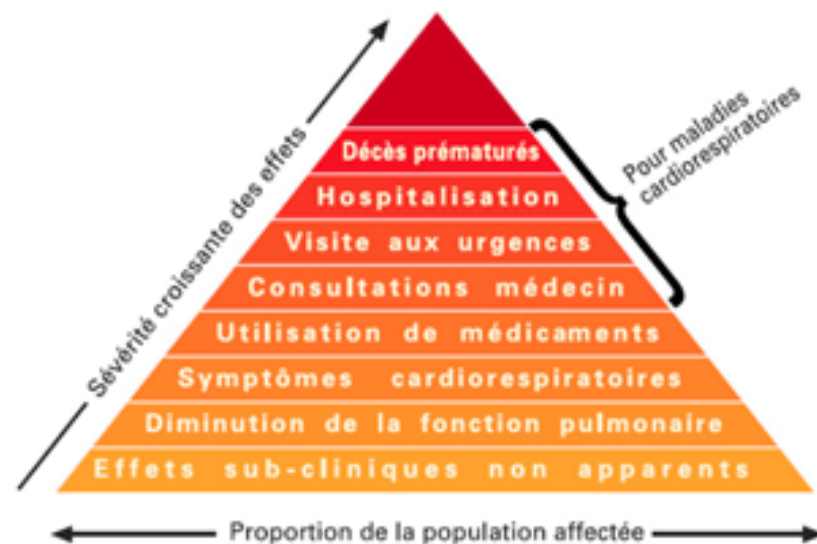 Sévérité croissante des effets
Pour maladies
cardiorespiratoires
Décès prématurés
Hospitalisation
Visite aux urgences
Consultations médecin
Utilisation de médicaments
Symptômes cardiorespiratoires
Diminution de la fonction pulmonaire
Effets sub-cliniques non apparents
Proportion de la population affectée